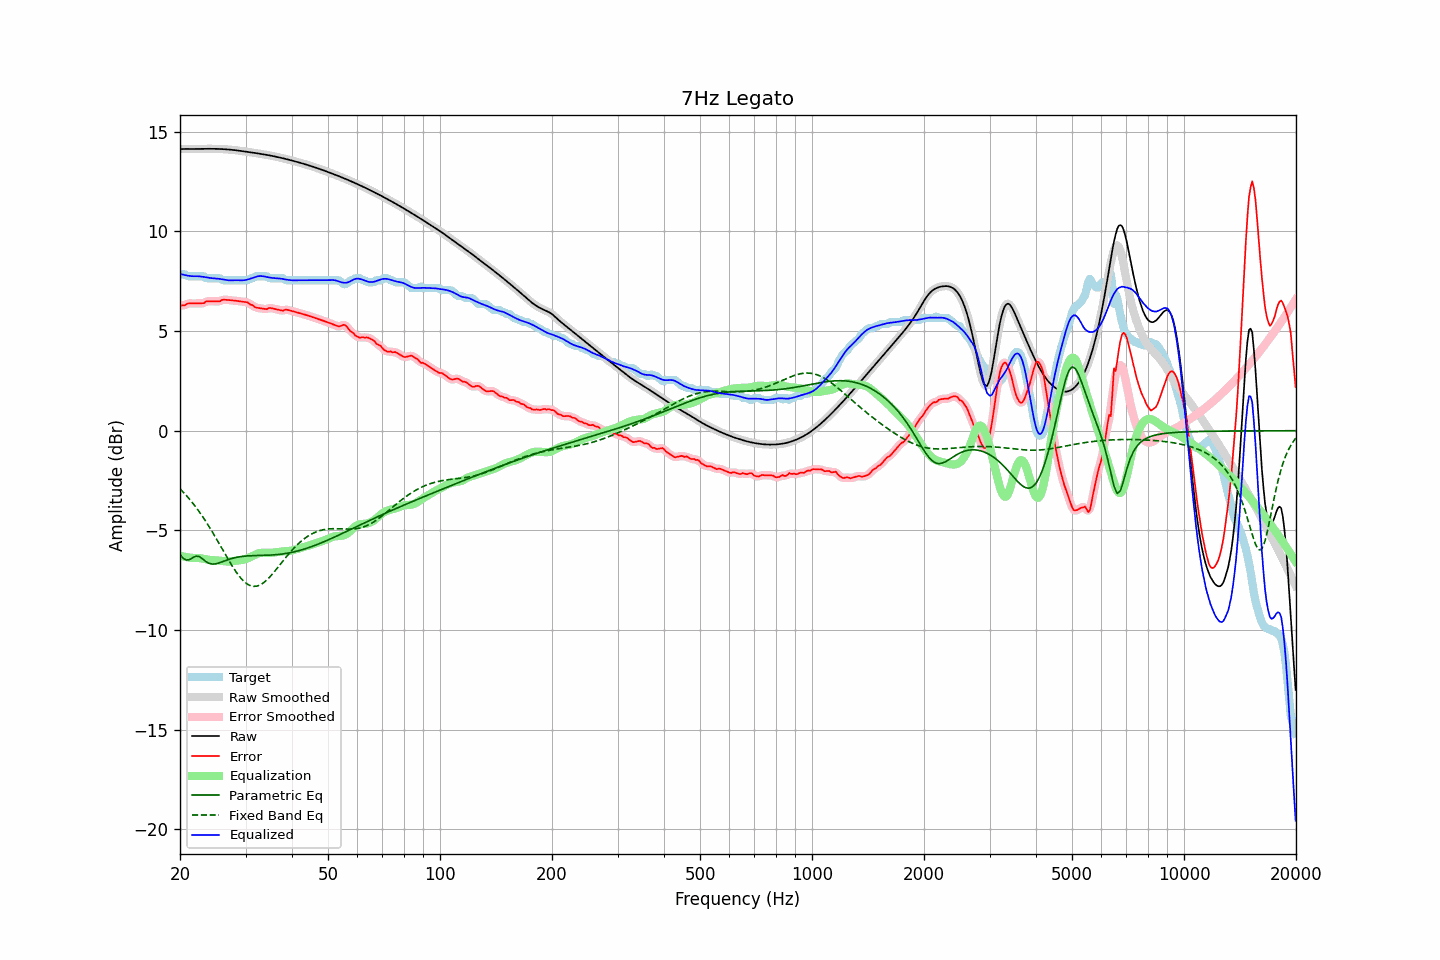 7Hz Legato
15
10
5
0
−5
−10
−15
−20
Amplitude (dBr)
Target
Raw Smoothed
Error Smoothed
Raw
Error
Equalization
Parametric Eq
Fixed Band Eq
Equalized
20 50 100 200 500 1000 2000 5000 10000 20000
Frequency (Hz)